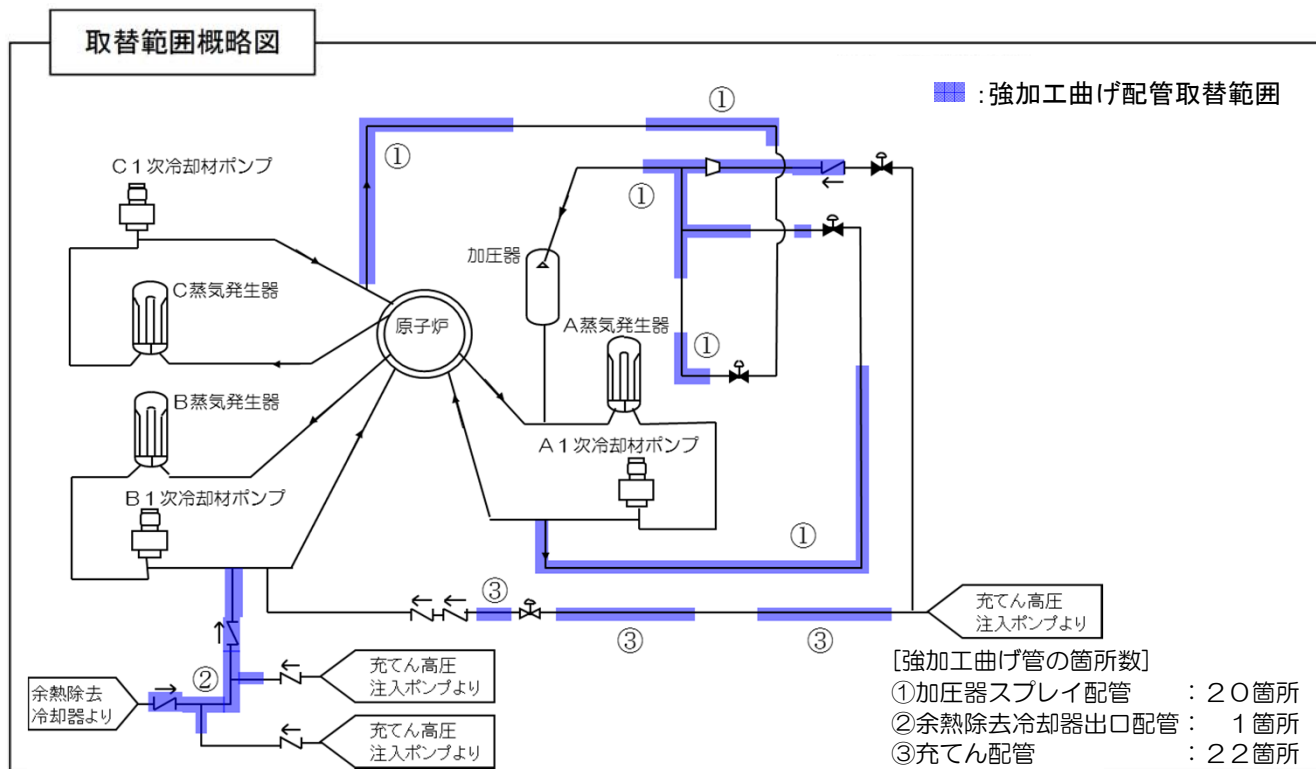 取替範囲概略図
:強加工曲げ配管取替範囲
①
①
C1次冷却材ポンプ
①
加圧器
C蒸気発生器
原子炉
A蒸気発生器
①
B蒸気発生器
A1次冷却材ポンプ
B1次冷却材ポンプ
①
③
③
③
充てん高圧
注入ポンプより
②
余熱除去
冷却器より
充てん高圧
注入ポンプより
充てん高圧
注入ポンプより
[強加工曲げ管の箇所数]
①加圧器スプレイ配管 :20箇所
②余熱除去冷却器出口配管: 1箇所
③充てん配管 :22箇所